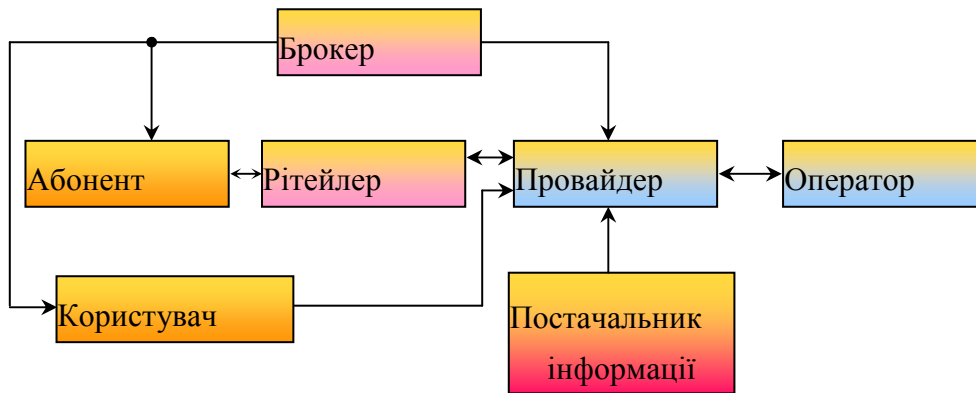 Брокер
Абонент
Рітейлер
Провайдер
Оператор
Користувач
Постачальник
інформації